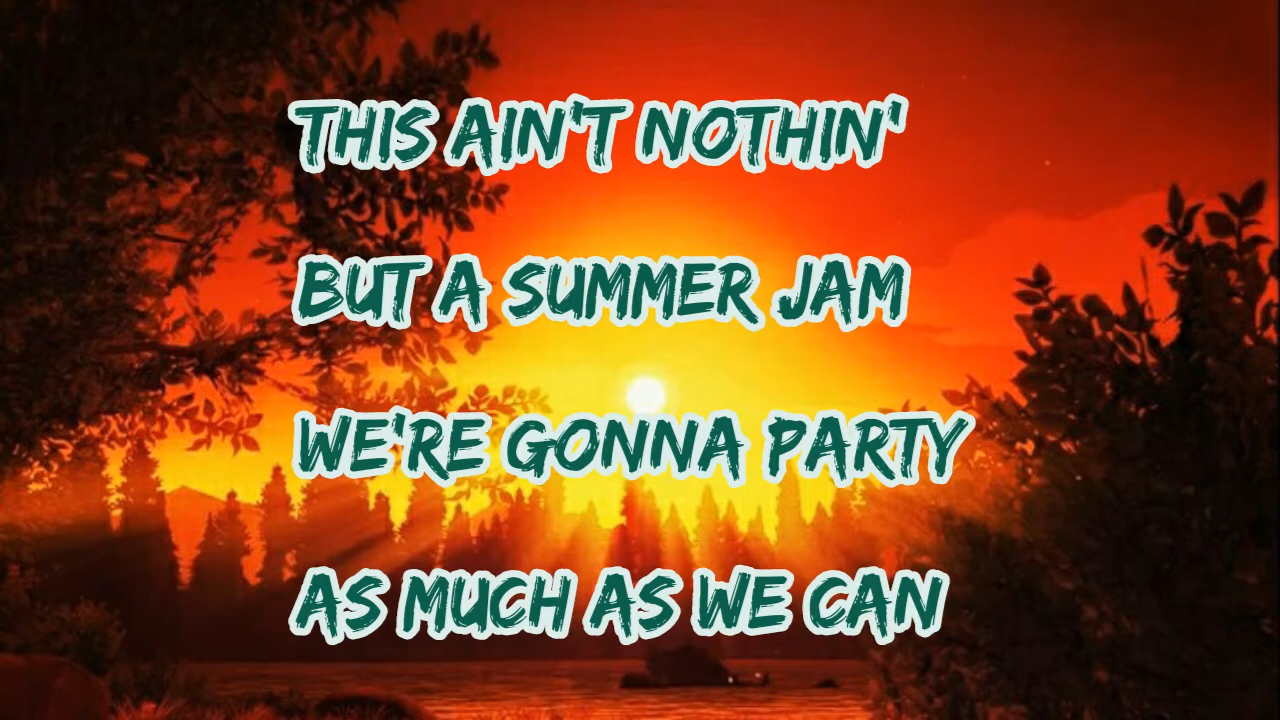 THIS AIN'T NOTHIN'
BUT A SUMMER JAM
WE'RE GONNA PARTY
AS MUCH AS WE CAN